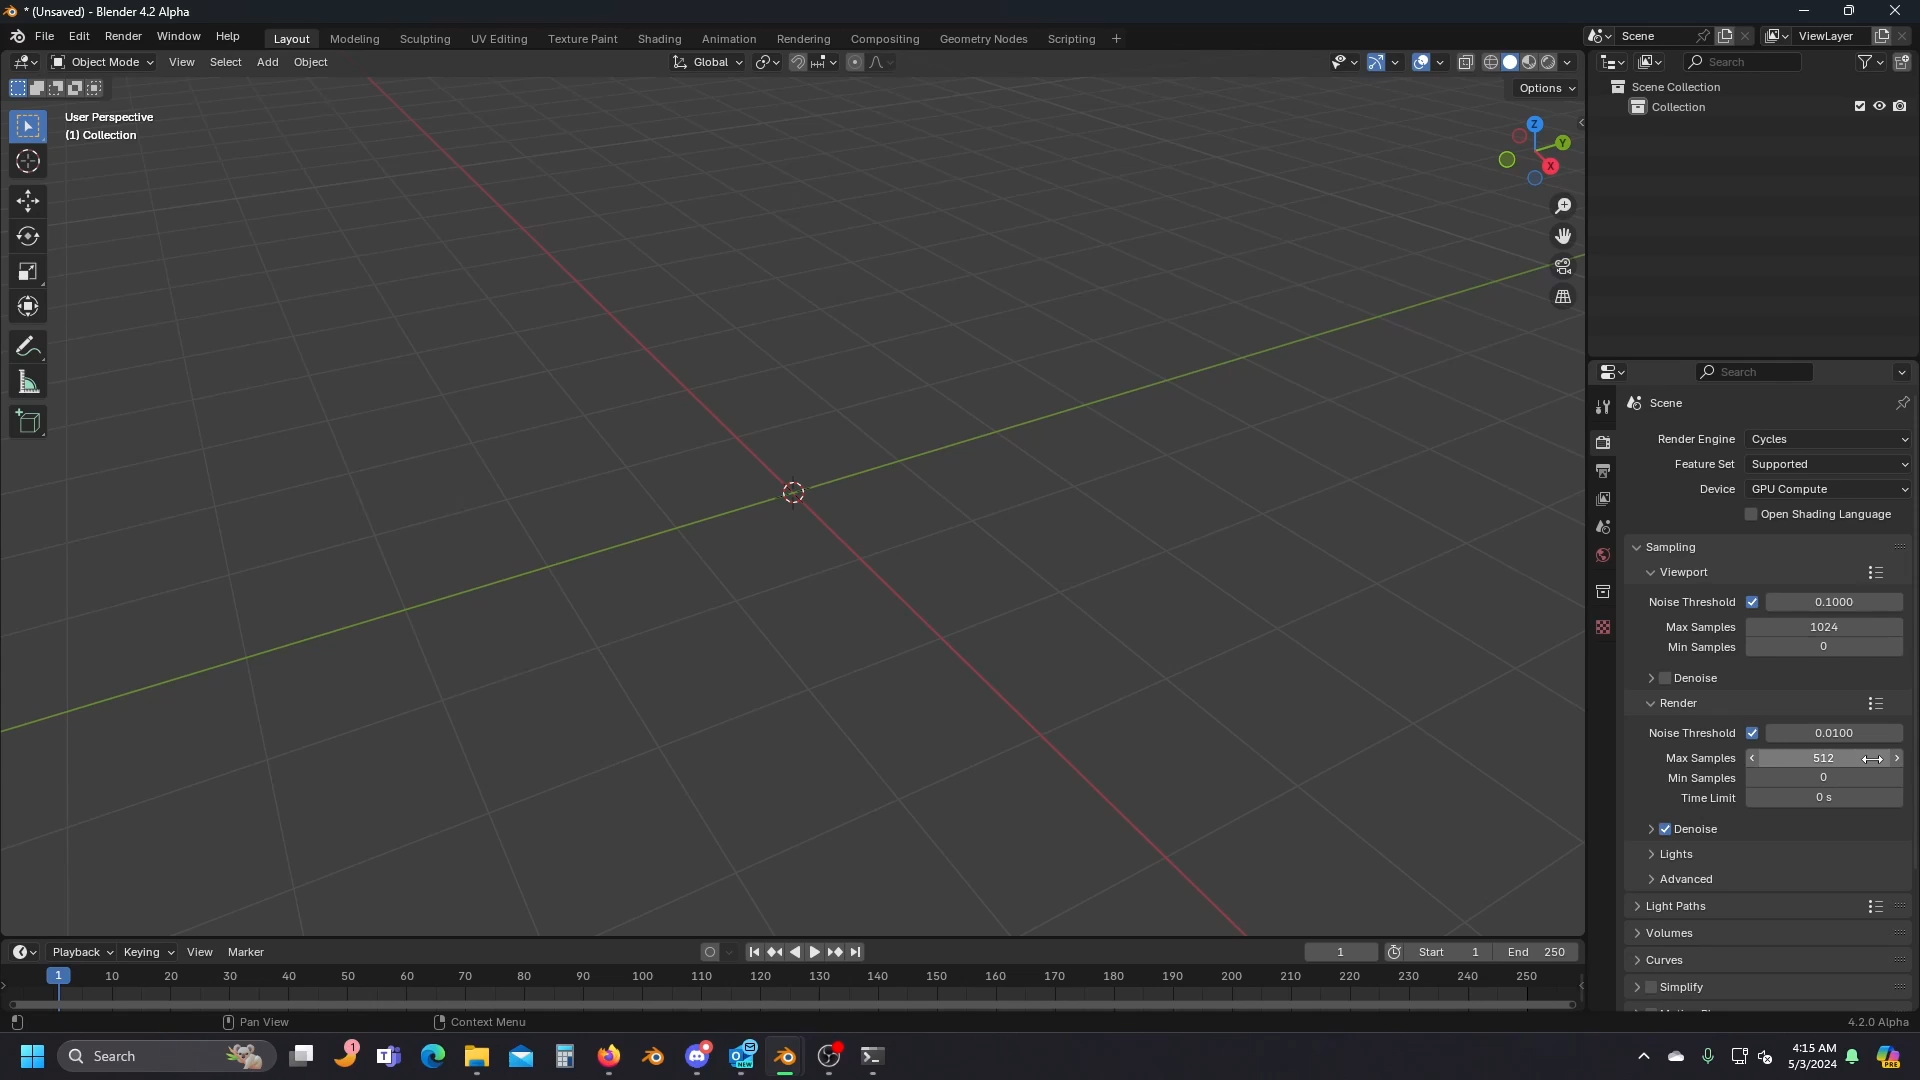 * (Unsaved) - Blender 4.2 Alpha
File Edit Render Window Help Layout Modeling Sculpting UV Editing Texture Paint Shading Animation Rendering Compositing Geometry Nodes Scripting + Scene ViewLayer
Object Mode View Select Add Object Global Search
Options
Scene Collection
Collection
User Perspective
(1) Collection
Z
Y
X
Search
Scene
Render Engine Cycles
Feature Set Supported
Device GPU Compute
Open Shading Language
Sampling
Viewport
Noise Threshold 0.1000
Max Samples 1024
Min Samples 0
Denoise
Render
Noise Threshold 0.0100
Max Samples 512
Min Samples 0
Time Limit 0 s
Denoise
Lights
Advanced
Light Paths
Volumes
Curves
Simplify
Playback Keying View Marker 1 Start 1 End 250
1 10 20 30 40 50 60 70 80 90 100 110 120 130 140 150 160 170 180 190 200 210 220 230 240 250
Pan View Context Menu 4.2.0 Alpha
Search 1 NEW 4:15 AM PRE
5/3/2024